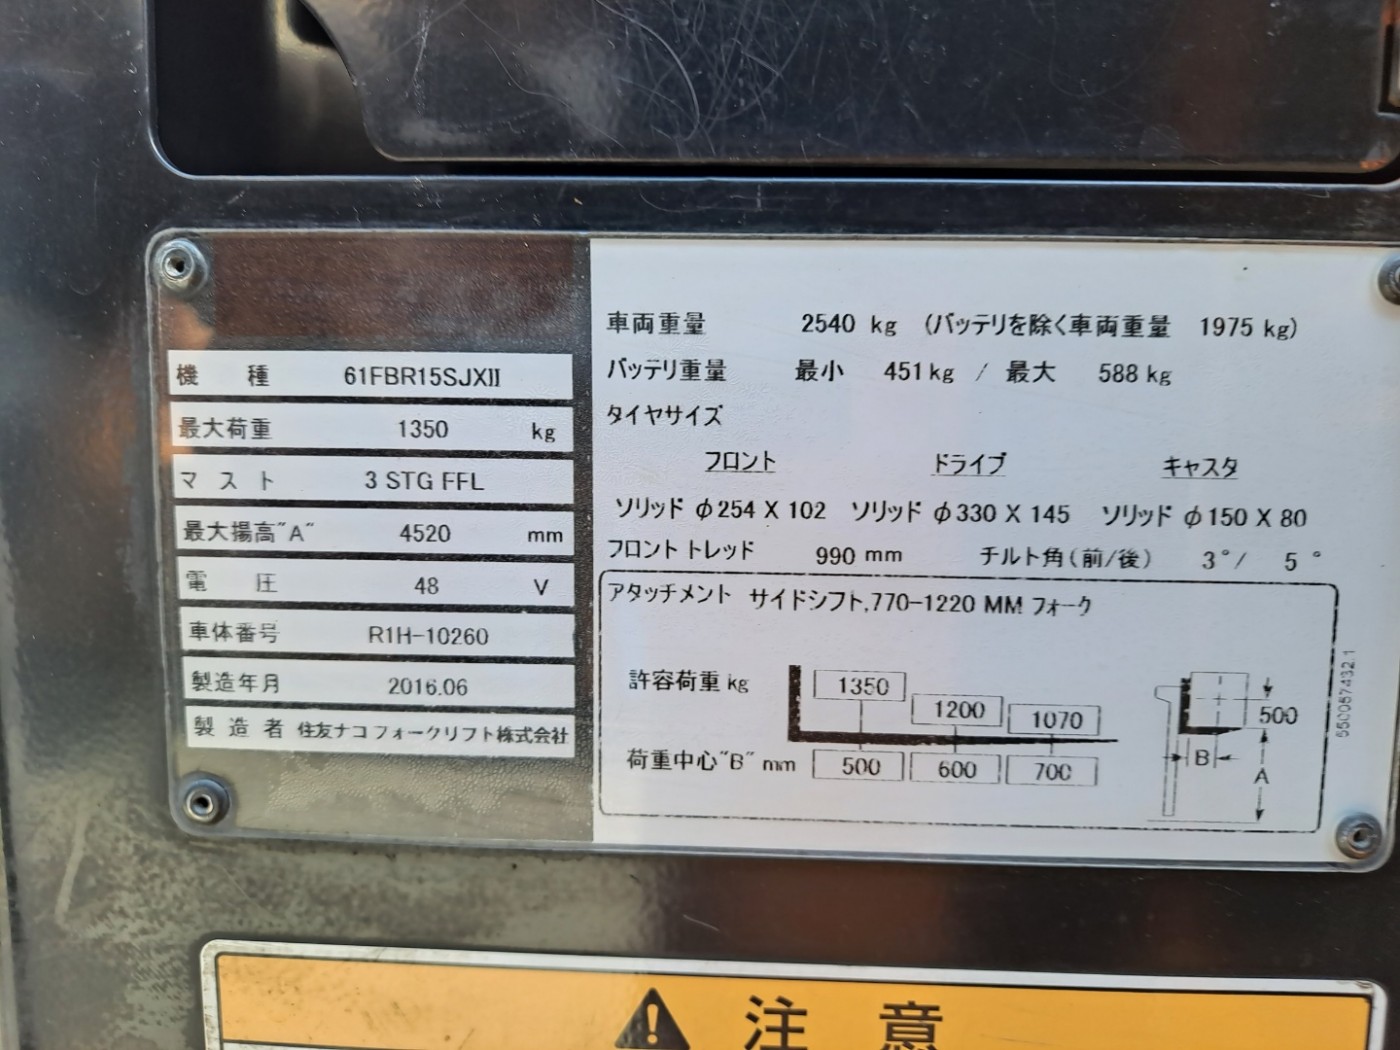 機 種 61FBR15SJXII
最大荷重 1350 kg
マスト 3 STG FFL
最大揚高"A" 4520 mm
電 圧 48 V
車体番号 R1H-10260
製造年月 2016.06
製造者 住友ナコフォークリフト株式会社
車両重量 2540 kg (バッテリを除く車両重量 1975 kg)
バッテリ重量 最小 451kg / 最大 588 kg
タイヤサイズ
フロント ドライブ キャスタ
ソリッド φ254 X 102 ソリッド φ330 X 145 ソリッド φ150 X 80
フロント トレッド 990 mm チルト角(前/後) 3°/ 5°
アタッチメント サイドシフト,770-1220 MM フォーク
許容荷重 kg 1350 1200 1070
荷重中心"B" mm 500 600 700
500
B
A
550057432.1
注 意